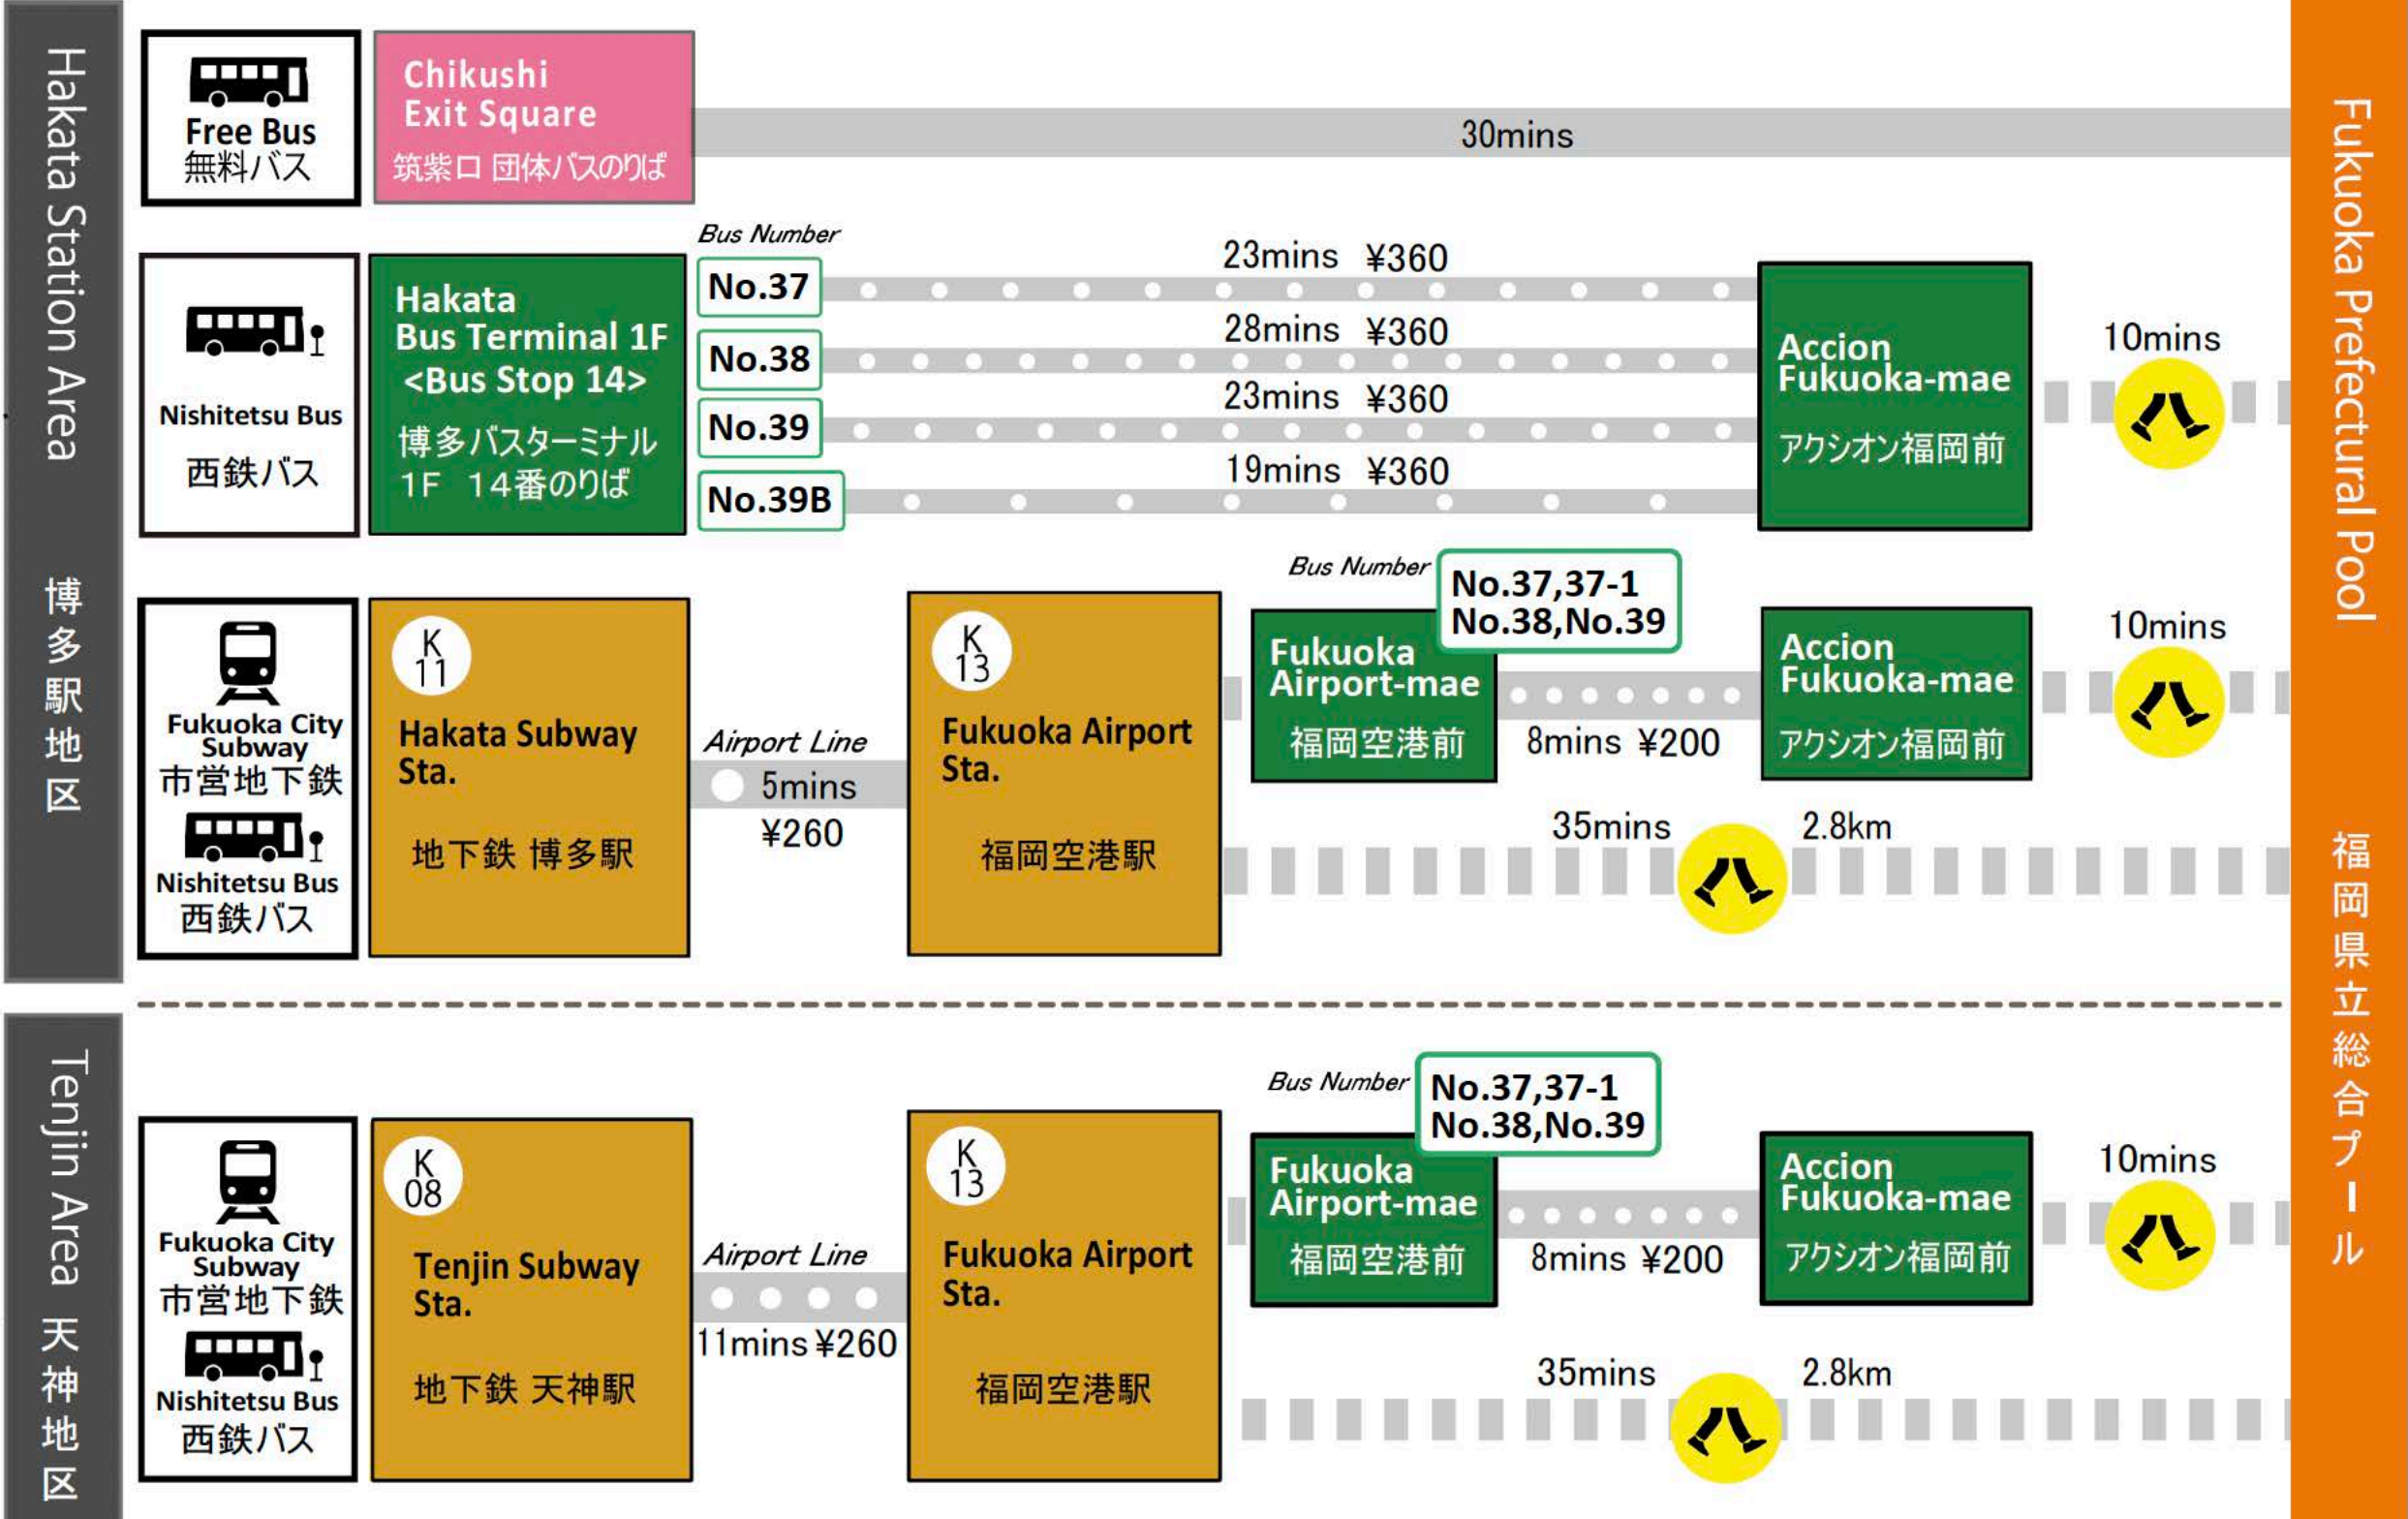 Hakata Station Area 博多駅地区
Free Bus
無料バス
Chikushi
Exit Square
筑紫口 団体バスのりば
30mins
Nishitetsu Bus
西鉄バス
Hakata
Bus Terminal 1F
<Bus Stop 14>
博多バスターミナル
1F 14番のりば
Bus Number
No.37
23mins ¥360
No.38
28mins ¥360
No.39
23mins ¥360
No.39B
19mins ¥360
Accion
Fukuoka-mae
アクシオン福岡前
10mins
Fukuoka City
Subway
市営地下鉄
Nishitetsu Bus
西鉄バス
K
11
Hakata Subway
Sta.
地下鉄 博多駅
Airport Line
5mins
¥260
K
13
Fukuoka Airport
Sta.
福岡空港駅
Bus Number
No.37,37-1
No.38,No.39
Fukuoka
Airport-mae
福岡空港前
8mins ¥200
Accion
Fukuoka-mae
アクシオン福岡前
10mins
35mins 2.8km
Tenjin Area 天神地区
Fukuoka City
Subway
市営地下鉄
Nishitetsu Bus
西鉄バス
K
08
Tenjin Subway
Sta.
地下鉄 天神駅
Airport Line
11mins ¥260
K
13
Fukuoka Airport
Sta.
福岡空港駅
Bus Number
No.37,37-1
No.38,No.39
Fukuoka
Airport-mae
福岡空港前
8mins ¥200
Accion
Fukuoka-mae
アクシオン福岡前
10mins
35mins 2.8km
Fukuoka Prefectural Pool 福岡県立総合プール